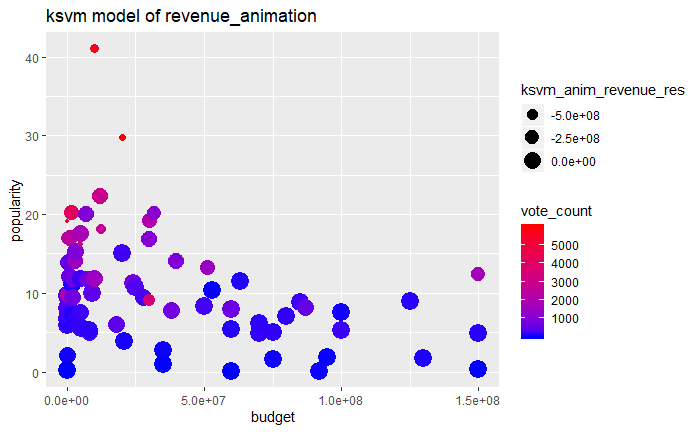 ksvm model of revenue_animation
40
30
20
10
0
popularity
0.0e+00 5.0e+07 1.0e+08 1.5e+08
budget
ksvm_anim_revenue_res
-5.0e+08
-2.5e+08
0.0e+00
vote_count
5000
4000
3000
2000
1000